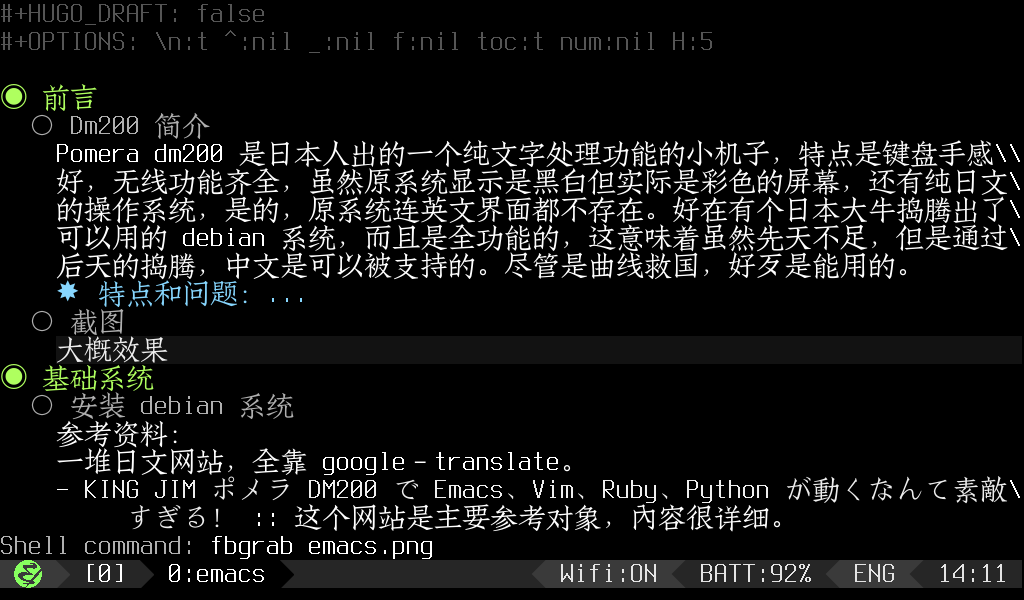 #+HUGO_DRAFT: false
#+OPTIONS: \n:t ^:nil _:nil f:nil toc:t num:nil H:5
前言
Dm200 简介
Pomera dm200 是日本人出的一个纯文字处理功能的小机子，特点是键盘手感\\
好，无线功能齐全，虽然原系统显示是黑白但实际是彩色的屏幕，还有纯日文\
的操作系统，是的，原系统连英文界面都不存在。好在有个日本大牛捣腾出了\
可以用的 debian 系统，而且是全功能的，这意味着虽然先天不足，但是通过\
后天的捣腾，中文是可以被支持的。尽管是曲线救国，好歹是能用的。
特点和问题: ...
截图
大概效果
基础系统
安装 debian 系统
参考资料:
一堆日文网站，全靠 google-translate。
- KING JIM ポメラ DM200 で Emacs、Vim、Ruby、Python が動くなんて素敵\
すぎる! :: 这个网站是主要参考对象，内容很详细。
Shell command: fbgrab emacs.png
[0] 0:emacs Wifi:ON BATT:92% ENG 14:11